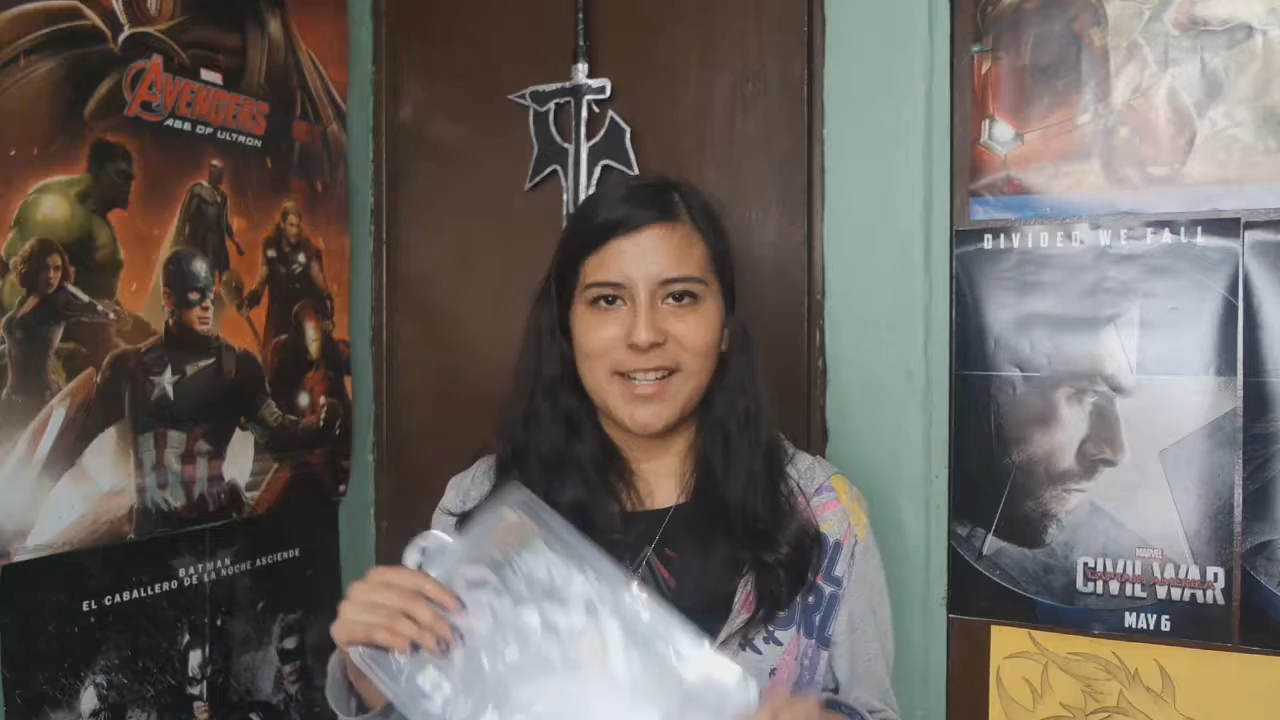 MARVEL
AVENGERS
AGE OF ULTRON
BATMAN
EL CABALLERO DE LA NOCHE ASCIENDE
DIVIDED WE FALL
MARVEL
CAPTAIN AMERICA
CIVIL WAR
MAY 6